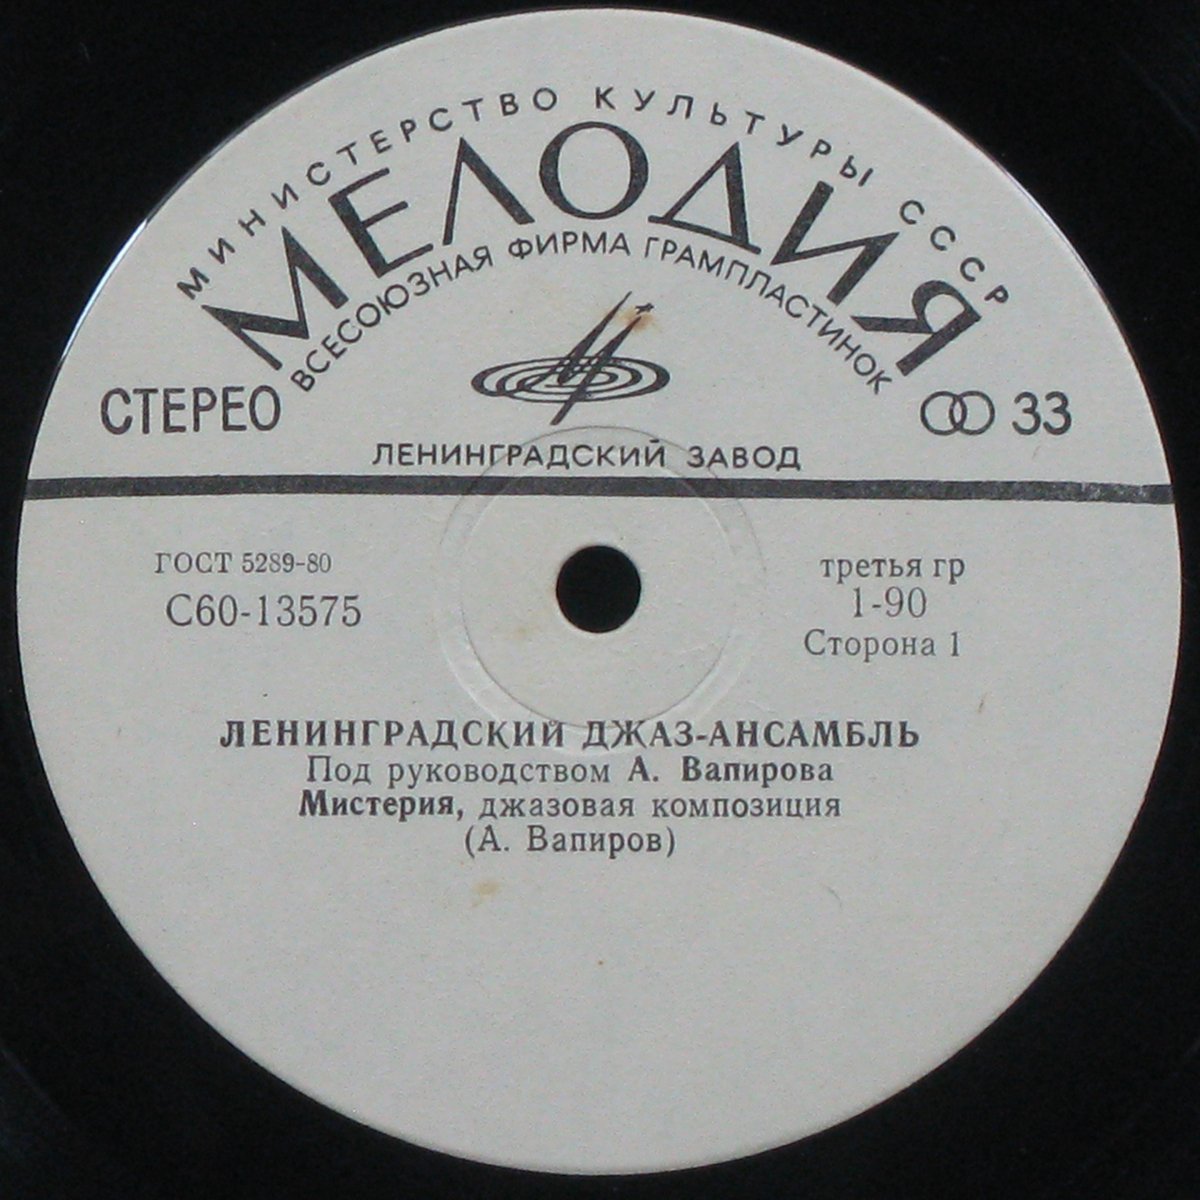 МИНИСТЕРСТВО КУЛЬТУРЫ СССР
МЕЛОДИЯ
ВСЕСОЮЗНАЯ ФИРМА ГРАМПЛАСТИНОК
СТЕРЕО
33
ЛЕНИНГРАДСКИЙ ЗАВОД
ГОСТ 5289-80
С60-13575
третья гр
1-90
Сторона 1
ЛЕНИНГРАДСКИЙ ДЖАЗ-АНСАМБЛЬ
Под руководством А. Вапирова
Мистерия, джазовая композиция
(А. Вапиров)